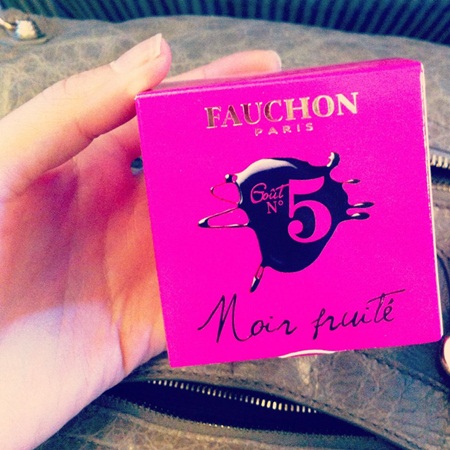 FAUCHON
PARIS
Goût
N° 5
Noir fruité